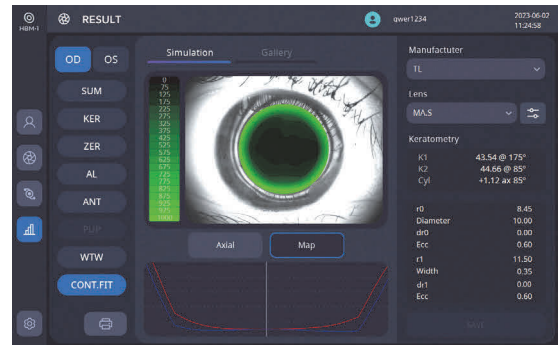 HBM-1
RESULT
qwer1234
2023-06-02
11:24:58
OD
OS
SUM
KER
ZER
AL
ANT
PUP
WTW
CONT.FIT
Simulation
Gallery
0
75
125
175
225
275
325
375
425
475
525
575
625
675
725
775
825
875
925
975
1000
Axial
Map
Manufactuter
TL
Lens
MA.S
Keratometry
K1 43.54 @ 175°
K2 44.66 @ 85°
Cyl +1.12 ax 85°
r0 8.45
Diameter 10.00
dr0 0.00
Ecc 0.60
r1 11.50
Width 0.35
dr1 0.00
Ecc 0.60